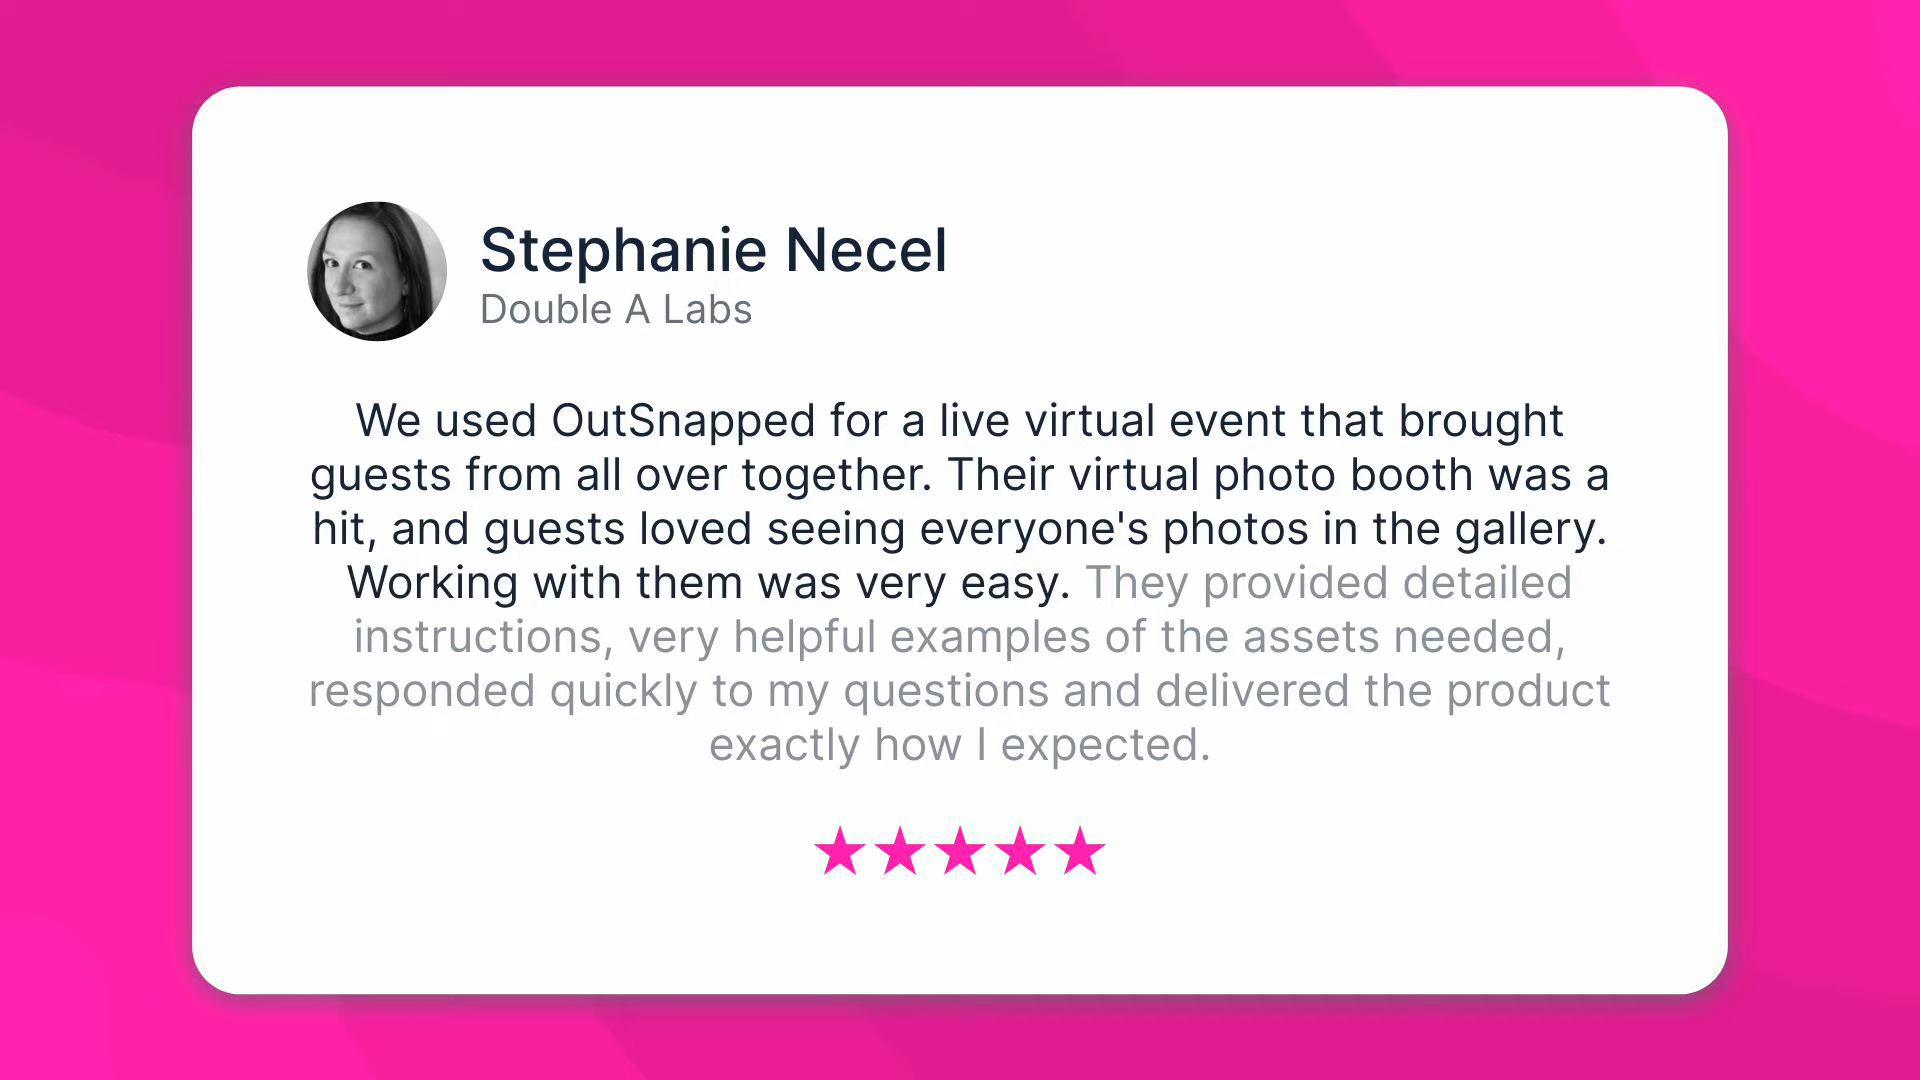 Stephanie Necel
Double A Labs
We used OutSnapped for a live virtual event that brought
guests from all over together. Their virtual photo booth was a
hit, and guests loved seeing everyone's photos in the gallery.
Working with them was very easy. They provided detailed
instructions, very helpful examples of the assets needed,
responded quickly to my questions and delivered the product
exactly how I expected.